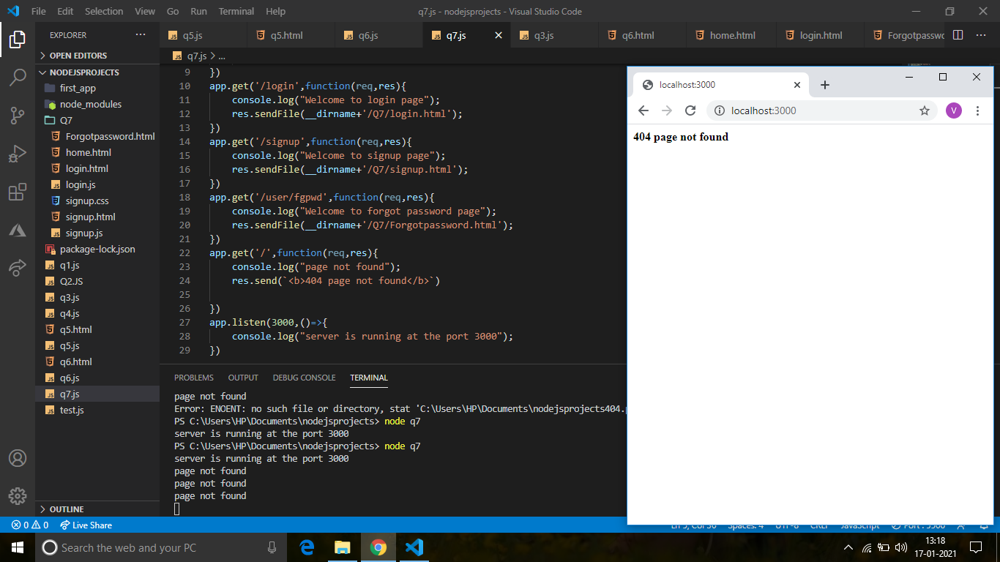 File Edit Selection View Go Run Terminal Help q7.js - nodejsprojects - Visual Studio Code
EXPLORER
OPEN EDITORS
NODEJSPROJECTS
first_app
node_modules
Q7
Forgotpassword.html
home.html
login.html
login.js
signup.css
signup.html
signup.js
package-lock.json
q1.js
Q2.JS
q3.js
q4.js
q5.html
q5.js
q6.html
q6.js
q7.js
test.js
OUTLINE
q5.js q5.html q6.js q7.js q3.js q6.html home.html login.html Forgotpasswo
q7.js > ...
9 })
10 app.get('/login',function(req,res){
11 console.log("Welcome to login page");
12 res.sendFile(__dirname+'/Q7/login.html');
13 })
14 app.get('/signup',function(req,res){
15 console.log("Welcome to signup page");
16 res.sendFile(__dirname+'/Q7/signup.html');
17 })
18 app.get('/user/fgpwd',function(req,res){
19 console.log("Welcome to forgot password page");
20 res.sendFile(__dirname+'/Q7/Forgotpassword.html');
21 })
22 app.get('/',function(req,res){
23 console.log("page not found");
24 res.send(`<b>404 page not found</b>`)
25
26 })
27 app.listen(3000,()=>{
28 console.log("server is running at the port 3000");
29 })
PROBLEMS OUTPUT DEBUG CONSOLE TERMINAL
page not found
Error: ENOENT: no such file or directory, stat 'C:\Users\HP\Documents\nodejsprojects404.
PS C:\Users\HP\Documents\nodejsprojects> node q7
server is running at the port 3000
PS C:\Users\HP\Documents\nodejsprojects> node q7
server is running at the port 3000
page not found
page not found
page not found
localhost:3000
localhost:3000
V
404 page not found
0 0 Live Share
Ln 5, Col 30 Spaces: 4 UTF-8 CRLF JavaScript Port : 5500
Search the web and your PC
13:18
17-01-2021